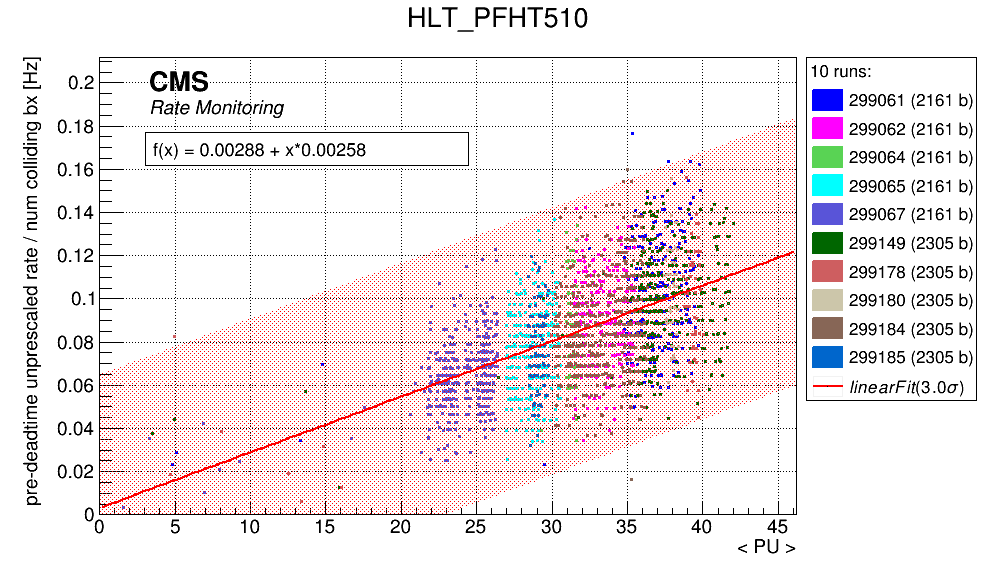 HLT_PFHT510
pre-deadtime unprescaled rate / num colliding bx [Hz]
0.2
0.18
0.16
0.14
0.12
0.1
0.08
0.06
0.04
0.02
0
CMS
Rate Monitoring
f(x) = 0.00288 + x*0.00258
0 5 10 15 20 25 30 35 40 45
< PU >
10 runs:
299061 (2161 b)
299062 (2161 b)
299064 (2161 b)
299065 (2161 b)
299067 (2161 b)
299149 (2305 b)
299178 (2305 b)
299180 (2305 b)
299184 (2305 b)
299185 (2305 b)
linearFit(3.0σ)